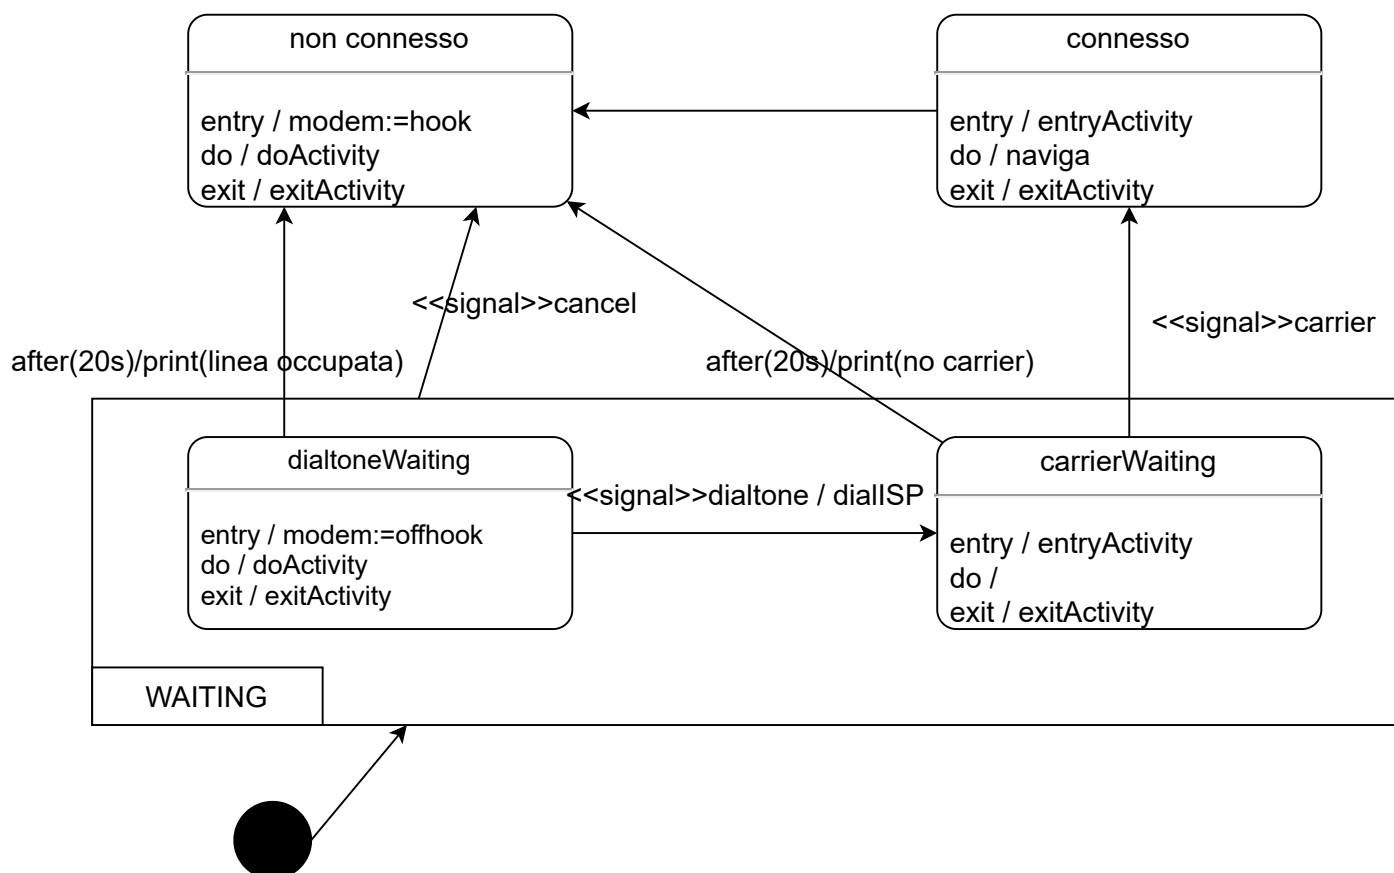 non connesso
entry / modem:=hook
do / doActivity
exit / exitActivity
connesso
entry / entryActivity
do / naviga
exit / exitActivity
<<signal>>cancel
<<signal>>carrier
after(20s)/print(linea occupata)
after(20s)/print(no carrier)
dialtoneWaiting
entry / modem:=offhook
do / doActivity
exit / exitActivity
<<signal>>dialtone / dialISP
carrierWaiting
entry / entryActivity
do /
exit / exitActivity
WAITING